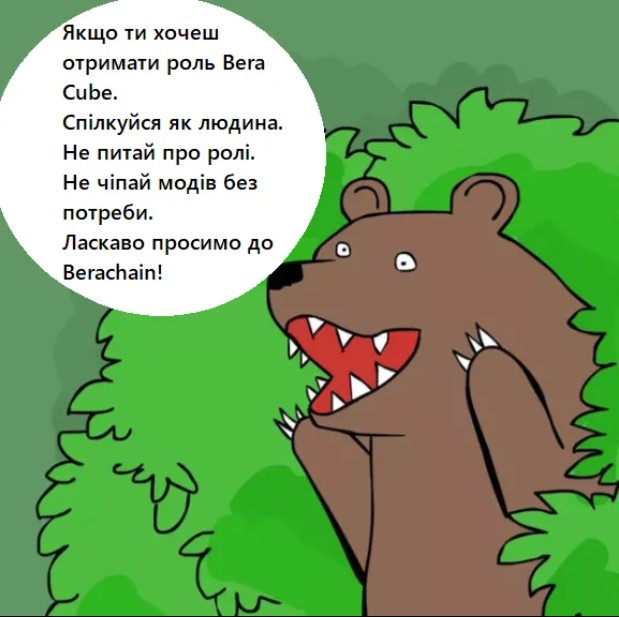 Якщо ти хочеш
отримати роль Bera
Cube.
Спілкуйся як людина.
Не питай про ролі.
Не чіпай модів без
потреби.
Ласкаво просимо до
Berachain!